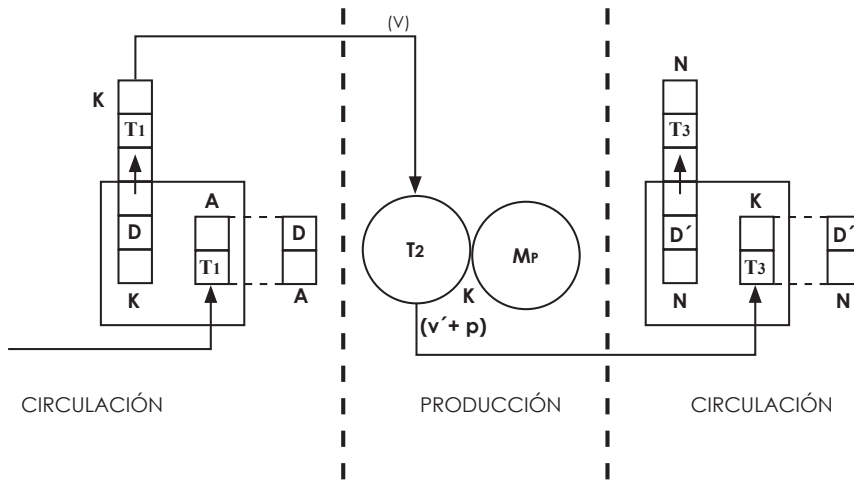 (V)
K
T1
A
D
T1
D
K
A
T2
MP
K
(v´+ p)
N
T3
K
D´
T3
D´
N
N
CIRCULACIÓN
PRODUCCIÓN
CIRCULACIÓN